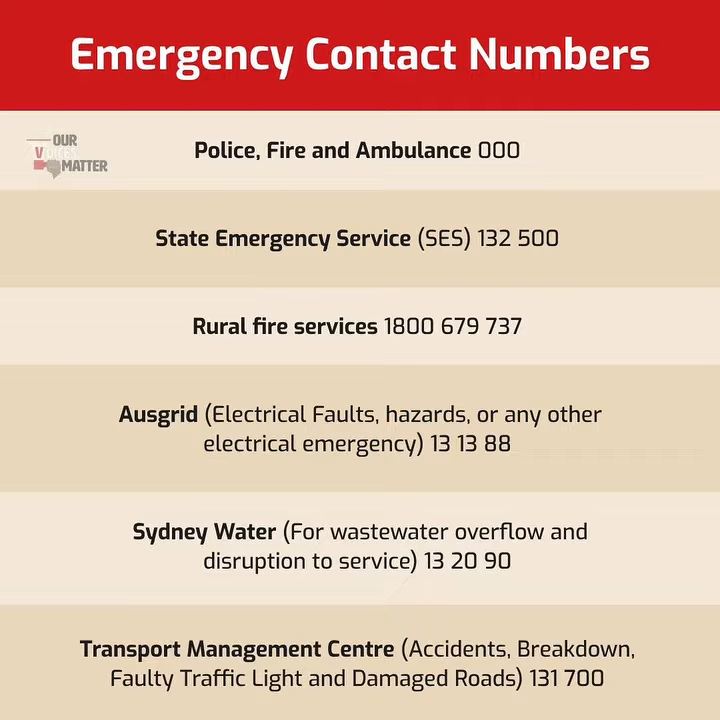 Emergency Contact Numbers
OUR
VOICES
MATTER
Police, Fire and Ambulance 000
State Emergency Service (SES) 132 500
Rural fire services 1800 679 737
Ausgrid (Electrical Faults, hazards, or any other
electrical emergency) 13 13 88
Sydney Water (For wastewater overflow and
disruption to service) 13 20 90
Transport Management Centre (Accidents, Breakdown,
Faulty Traffic Light and Damaged Roads) 131 700